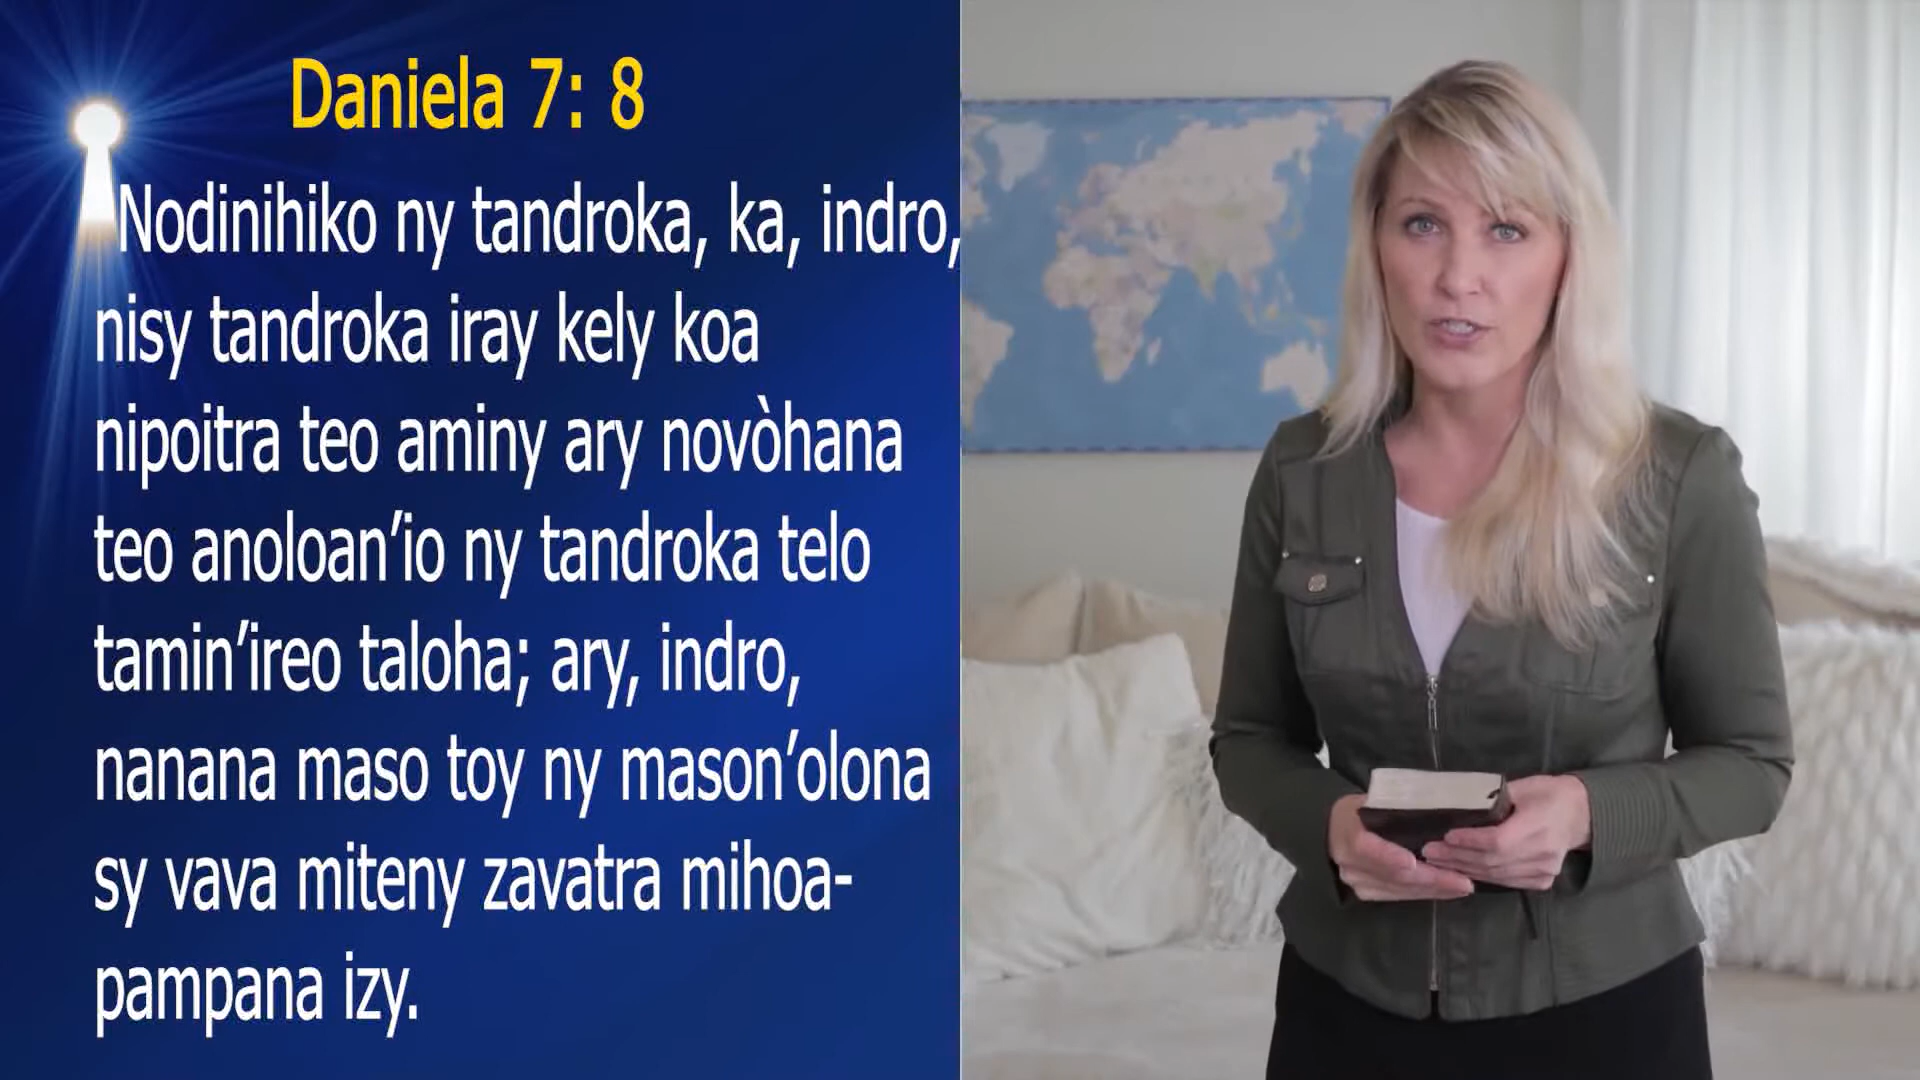 Daniela 7: 8
Nodinihiko ny tandroka, ka, indro,
nisy tandroka iray kely koa
nipoitra teo aminy ary novòhana
teo anoloan’io ny tandroka telo
tamin’ireo taloha; ary, indro,
nanana maso toy ny mason’olona
sy vava miteny zavatra mihoa-
pampana izy.